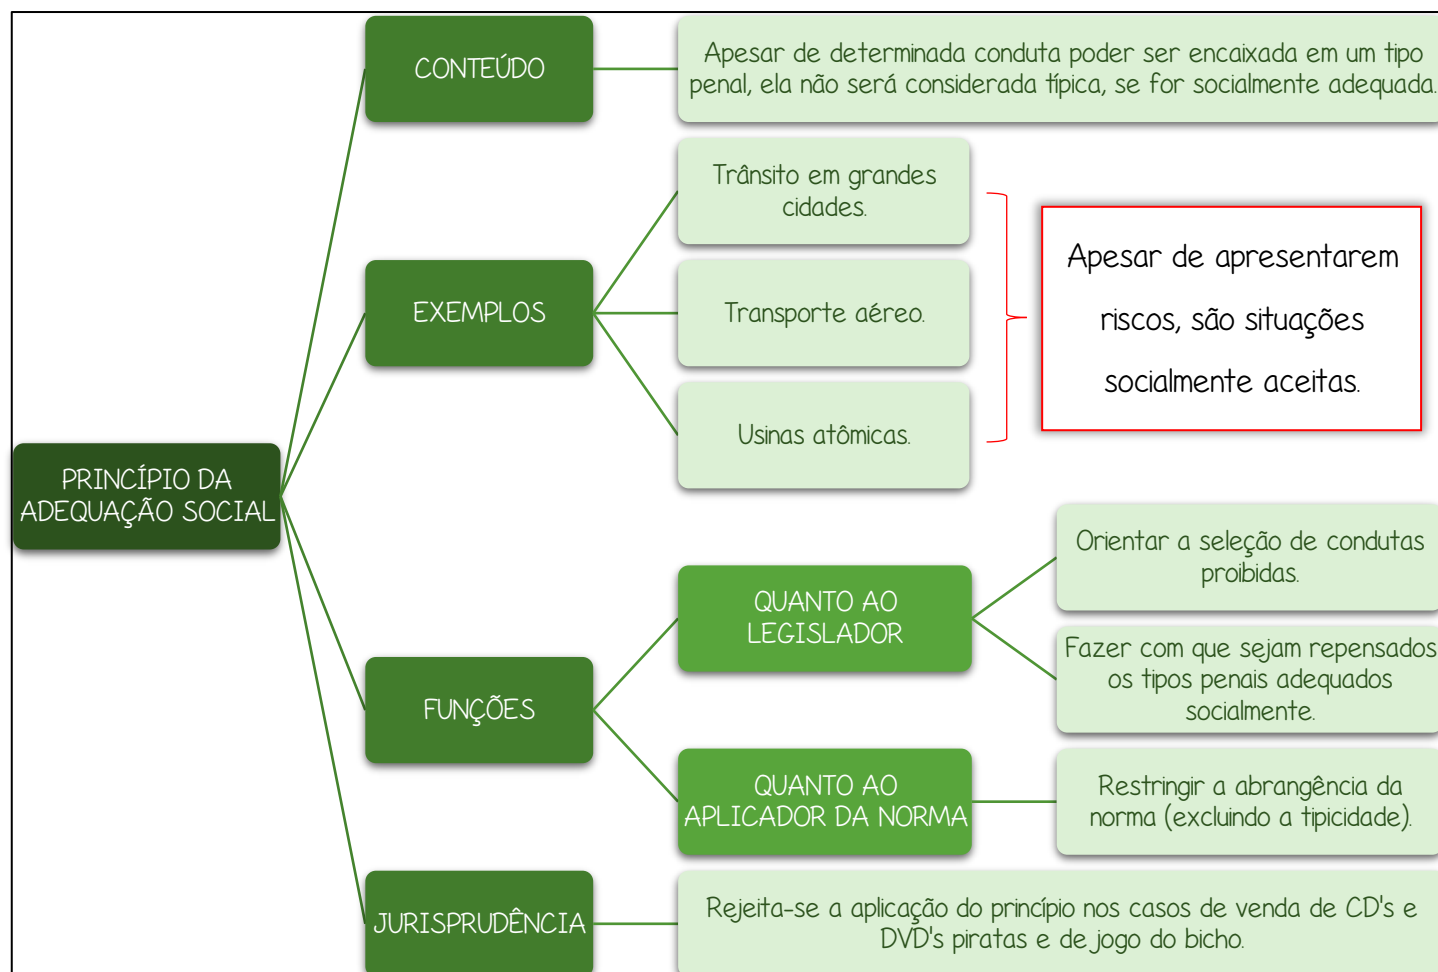 PRINCÍPIO DA
ADEQUAÇÃO SOCIAL
CONTEÚDO
Apesar de determinada conduta poder ser encaixada em um tipo
penal, ela não será considerada típica, se for socialmente adequada.
EXEMPLOS
Trânsito em grandes
cidades.
Transporte aéreo.
Usinas atômicas.
Apesar de apresentarem
riscos, são situações
socialmente aceitas.
FUNÇÕES
QUANTO AO
LEGISLADOR
Orientar a seleção de condutas
proibidas.
Fazer com que sejam repensados
os tipos penais adequados
socialmente.
QUANTO AO
APLICADOR DA NORMA
Restringir a abrangência da
norma (excluindo a tipicidade).
JURISPRUDÊNCIA
Rejeita-se a aplicação do princípio nos casos de venda de CD's e
DVD's piratas e de jogo do bicho.